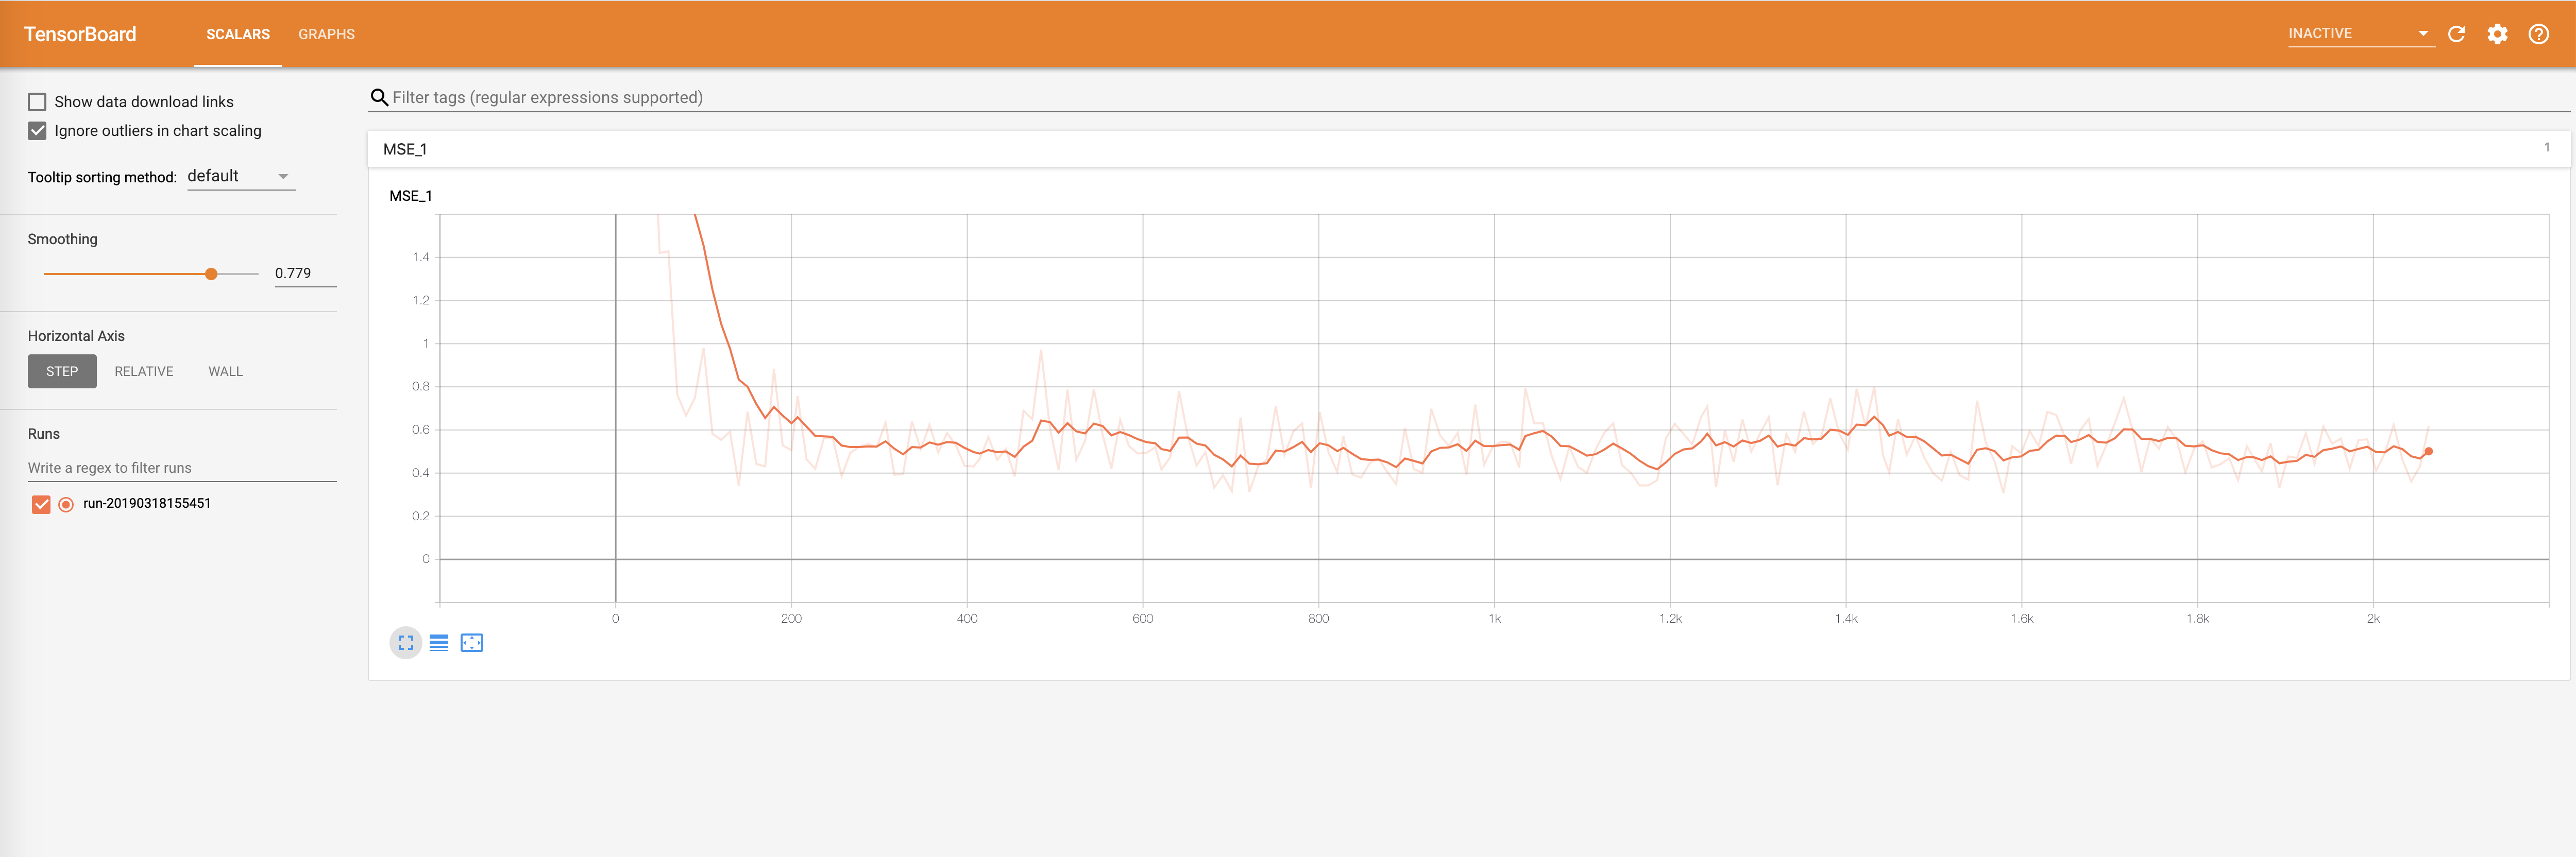 TensorBoard SCALARS GRAPHS INACTIVE
Show data download links
Ignore outliers in chart scaling
Tooltip sorting method: default
Smoothing
0.779
Horizontal Axis
STEP RELATIVE WALL
Runs
Write a regex to filter runs
run-20190318155451
Filter tags (regular expressions supported)
MSE_1 1
MSE_1
1.4
1.2
1
0.8
0.6
0.4
0.2
0
0 200 400 600 800 1k 1.2k 1.4k 1.6k 1.8k 2k